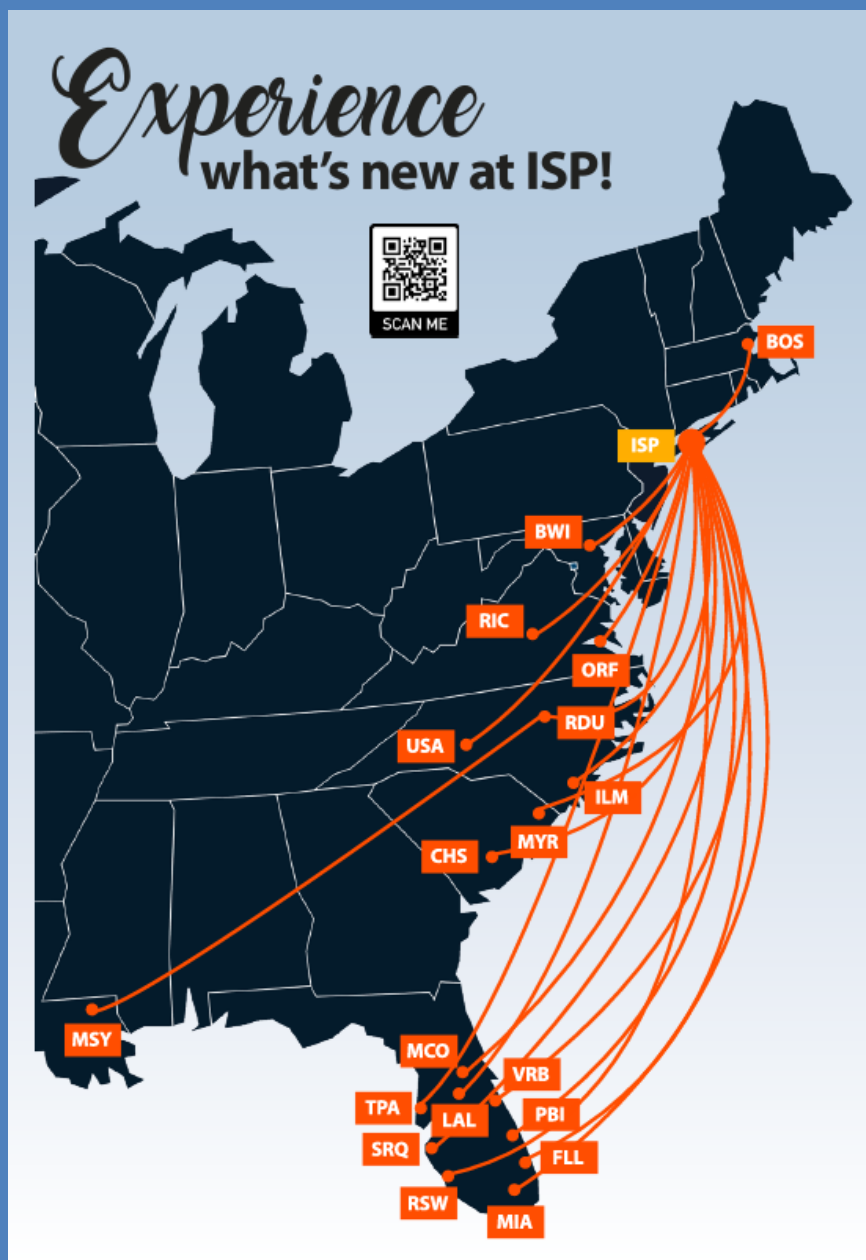 Experience
what's new at ISP!
SCAN ME
BOS
ISP
BWI
RIC
ORF
RDU
USA
ILM
MYR
CHS
MSY
MCO
VRB
TPA
LAL
PBI
SRQ
FLL
RSW
MIA